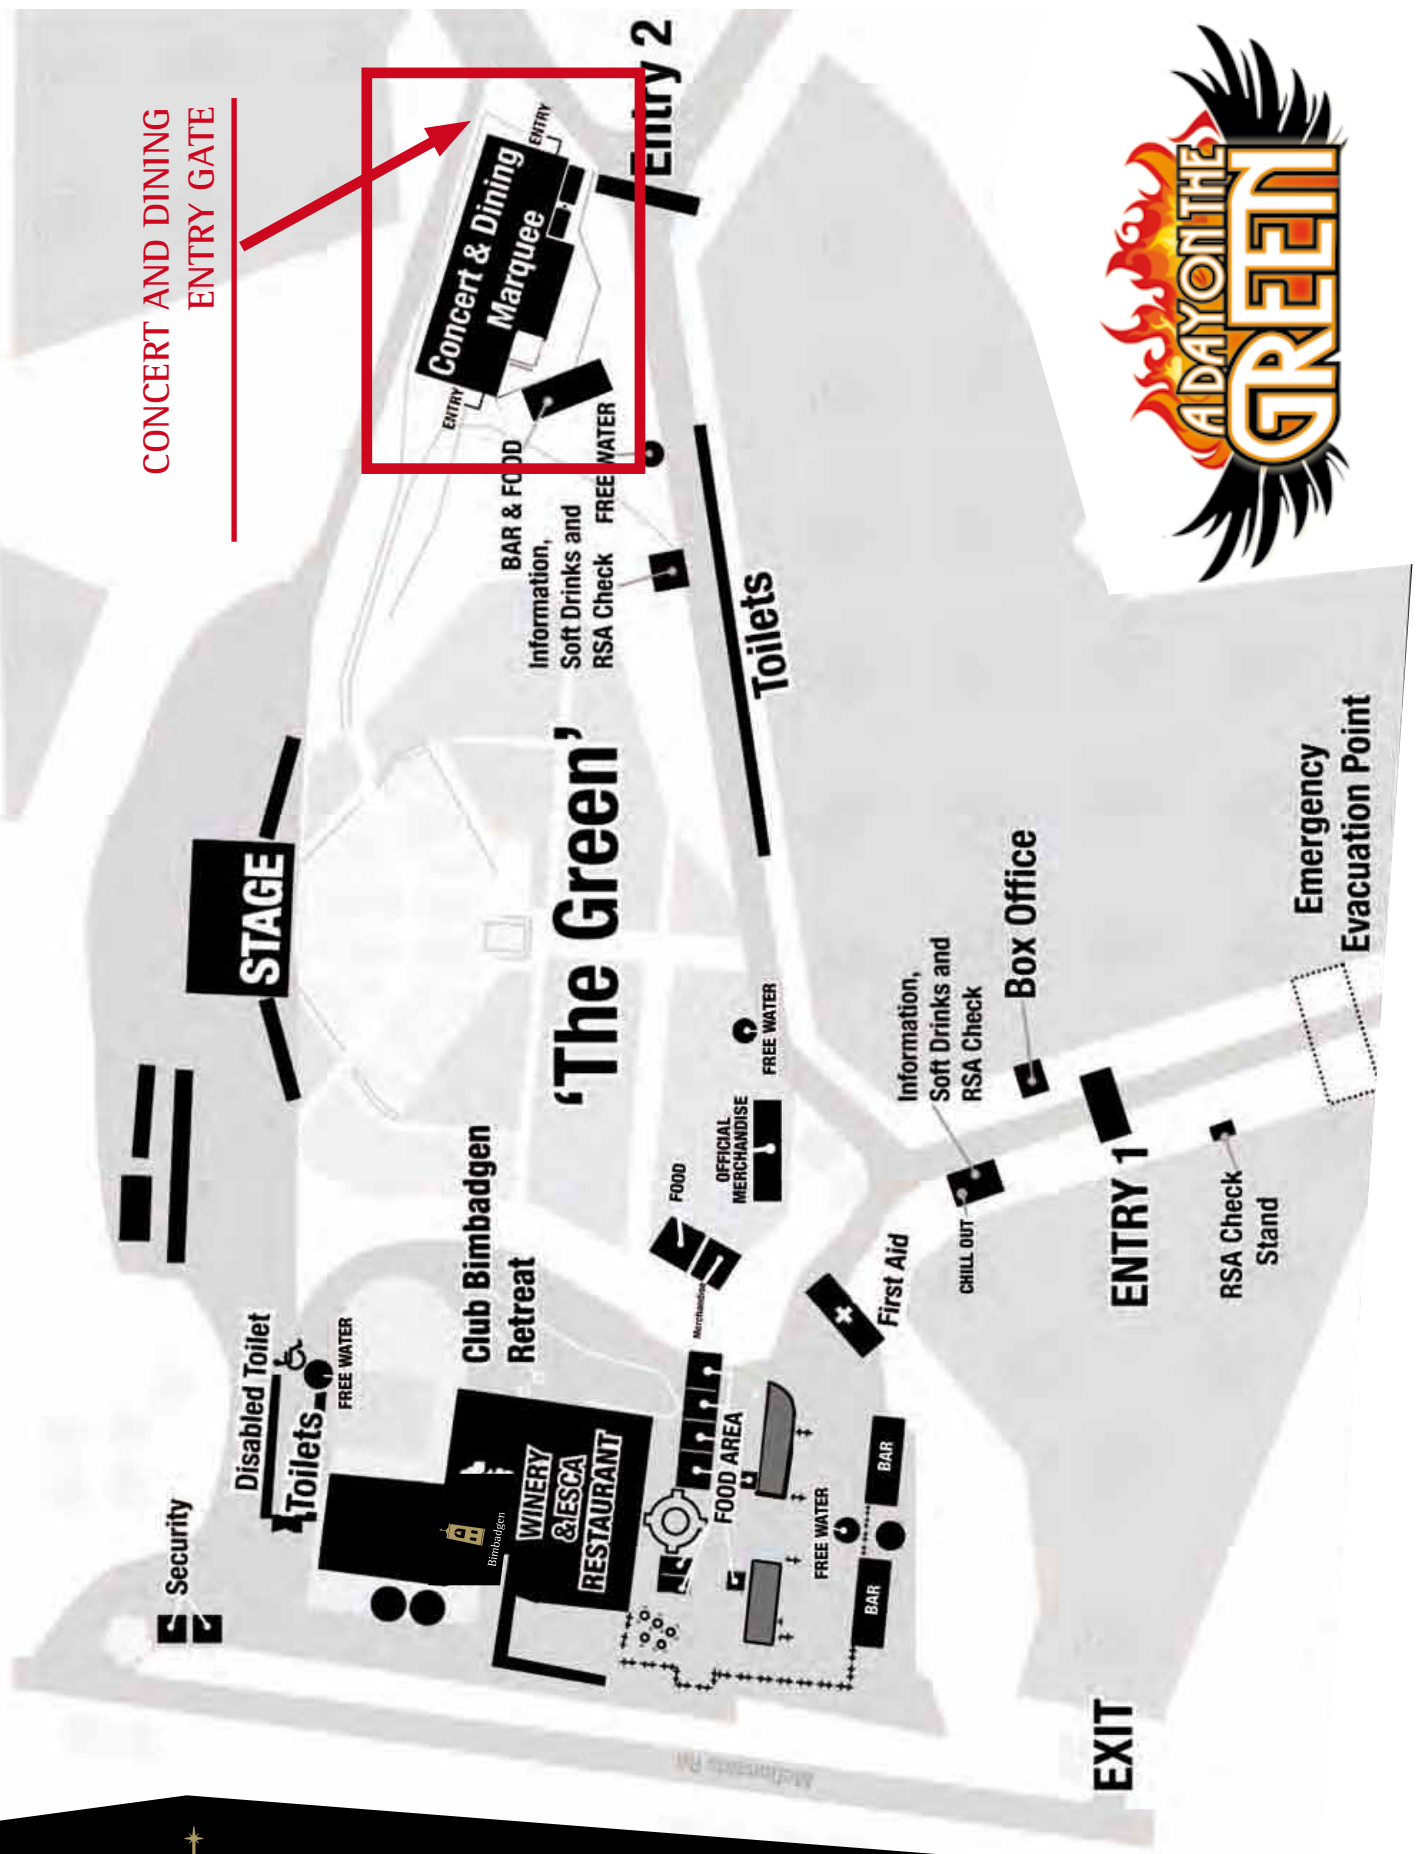 CONCERT AND DINING
ENTRY GATE
Entry 2
ENTRY
Concert & Dining
Marquee
ENTRY
BAR & FOOD
FREE WATER
Information,
Soft Drinks and
RSA Check
Toilets
A DAY ON THE
GREEN
STAGE
'The Green'
Emergency
Evacuation Point
Box Office
Information,
Soft Drinks and
RSA Check
CHILL OUT
FREE WATER
OFFICIAL
MERCHANDISE
FOOD
Merchandise
Club Bimbadgen
Retreat
ENTRY 1
RSA Check
Stand
First Aid
Disabled Toilet
Toilets
FREE WATER
Security
Bimbadgen
WINERY
& ESCA
RESTAURANT
FOOD AREA
FREE WATER
BAR
BAR
McDonalds Rd
EXIT